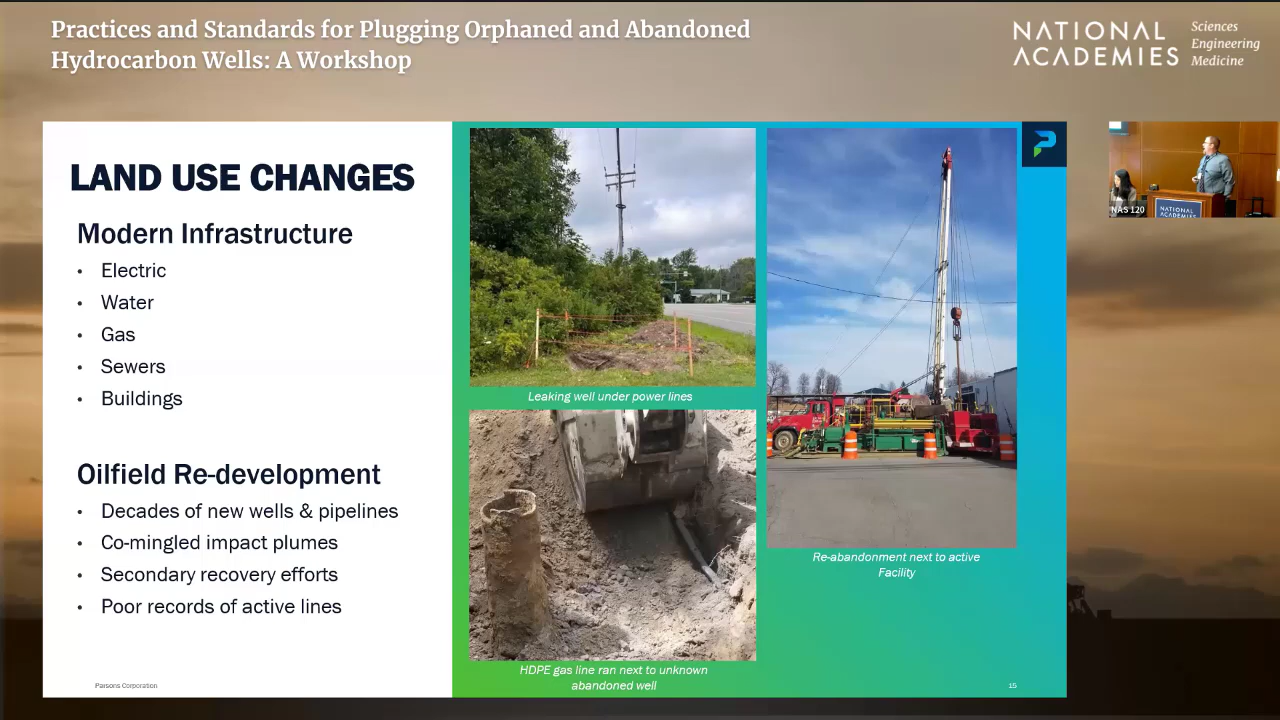 Practices and Standards for Plugging Orphaned and Abandoned
Hydrocarbon Wells: A Workshop
NATIONAL
ACADEMIES
Sciences
Engineering
Medicine
LAND USE CHANGES
Modern Infrastructure
• Electric
• Water
• Gas
• Sewers
• Buildings
Oilfield Re-development
• Decades of new wells & pipelines
• Co-mingled impact plumes
• Secondary recovery efforts
• Poor records of active lines
Parsons Corporation
Leaking well under power lines
HDPE gas line ran next to unknown
abandoned well
Re-abandonment next to active
Facility
15
NAS 120
NATIONAL
ACADEMIES